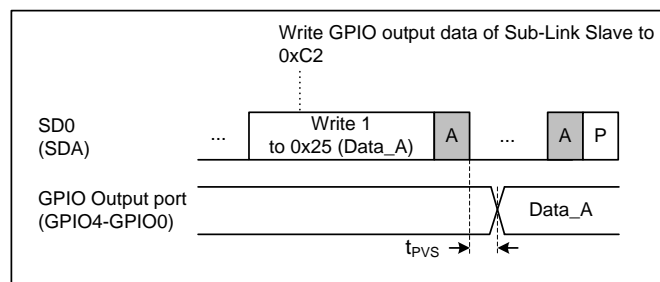 Write GPIO output data of Sub-Link Slave to
0xC2
SD0
(SDA)
...
Write 1
to 0x25 (Data_A)
A
...
A
P
GPIO Output port
(GPIO4-GPIO0)
Data_A
tPVS